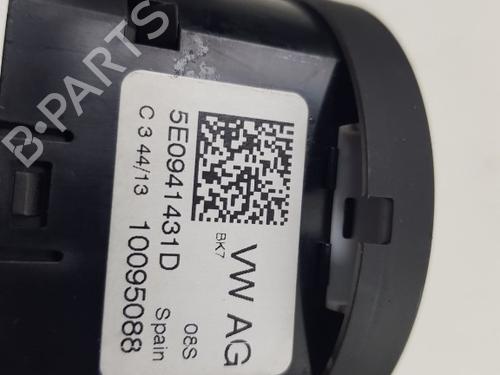 B-PARTS
VW AG
BK7
5E0941431D
08S
Spain
C 3 44/13
10095088